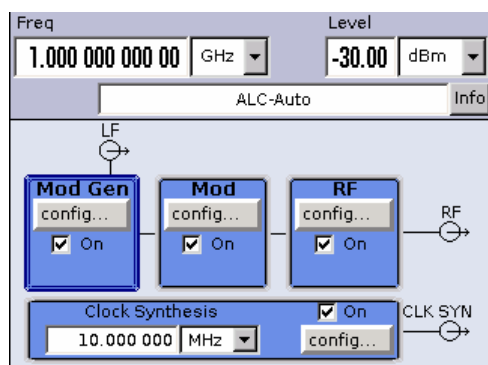 Freq Level
1.000 000 000 00 GHz -30.00 dBm
ALC-Auto Info
LF
Mod Gen Mod RF
config... config... config... RF
On On On
Clock Synthesis On CLK SYN
10.000 000 MHz config...